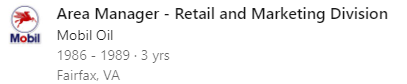 Area Manager - Retail and Marketing Division
Mobil
Mobil Oil
1986 - 1989 · 3 yrs
Fairfax, VA